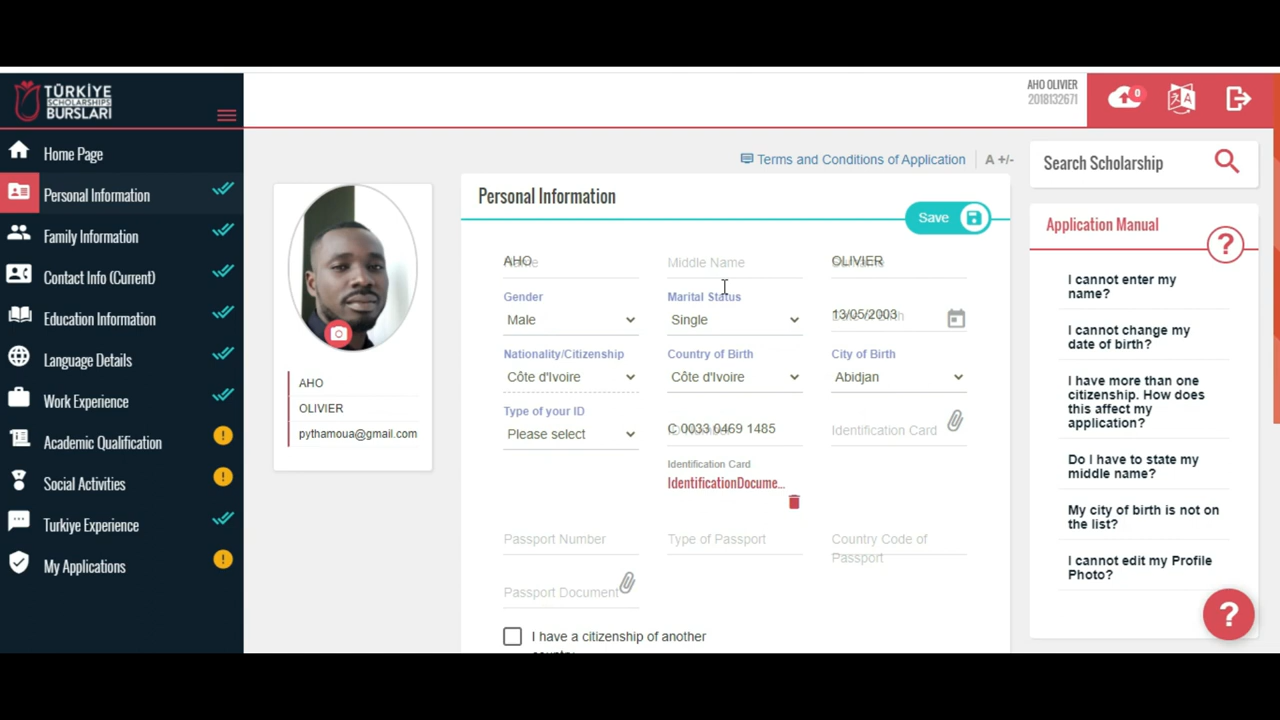 TÜRKİYE
SCHOLARSHIPS
BURSLARI
AHO OLIVIER
2018132671
0
Home Page
Personal Information
Family Information
Contact Info (Current)
Education Information
Language Details
Work Experience
Academic Qualification
Social Activities
Turkiye Experience
My Applications
AHO
OLIVIER
pythamoua@gmail.com
Terms and Conditions of Application
A +/-
Personal Information
Save
AHO
Middle Name
OLIVIER
Gender
Male
Marital Status
Single
13/05/2003
Nationality/Citizenship
Côte d'Ivoire
Country of Birth
Côte d'Ivoire
City of Birth
Abidjan
Type of your ID
Please select
C 0033 0469 1485
Identification Card
Identification Card
IdentificationDocume...
Passport Number
Type of Passport
Country Code of
Passport
Passport Document
I have a citizenship of another
Search Scholarship
Application Manual
?
I cannot enter my
name?
I cannot change my
date of birth?
I have more than one
citizenship. How does
this affect my
application?
Do I have to state my
middle name?
My city of birth is not on
the list?
I cannot edit my Profile
Photo?
?